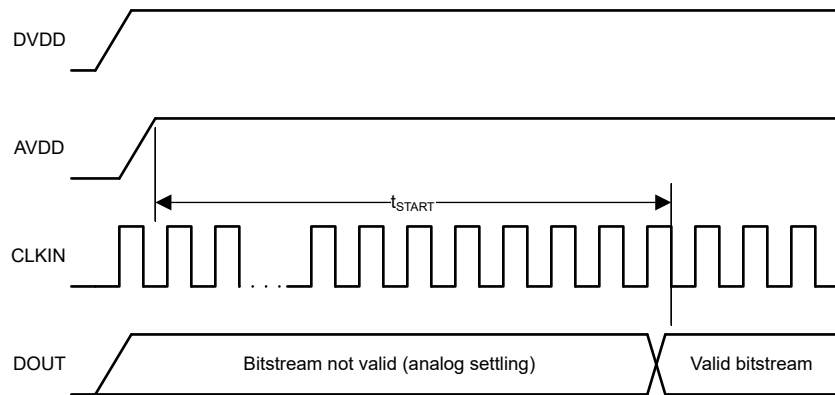 DVDD
AVDD
tSTART
CLKIN
. . .
DOUT
Bitstream not valid (analog settling)
Valid bitstream